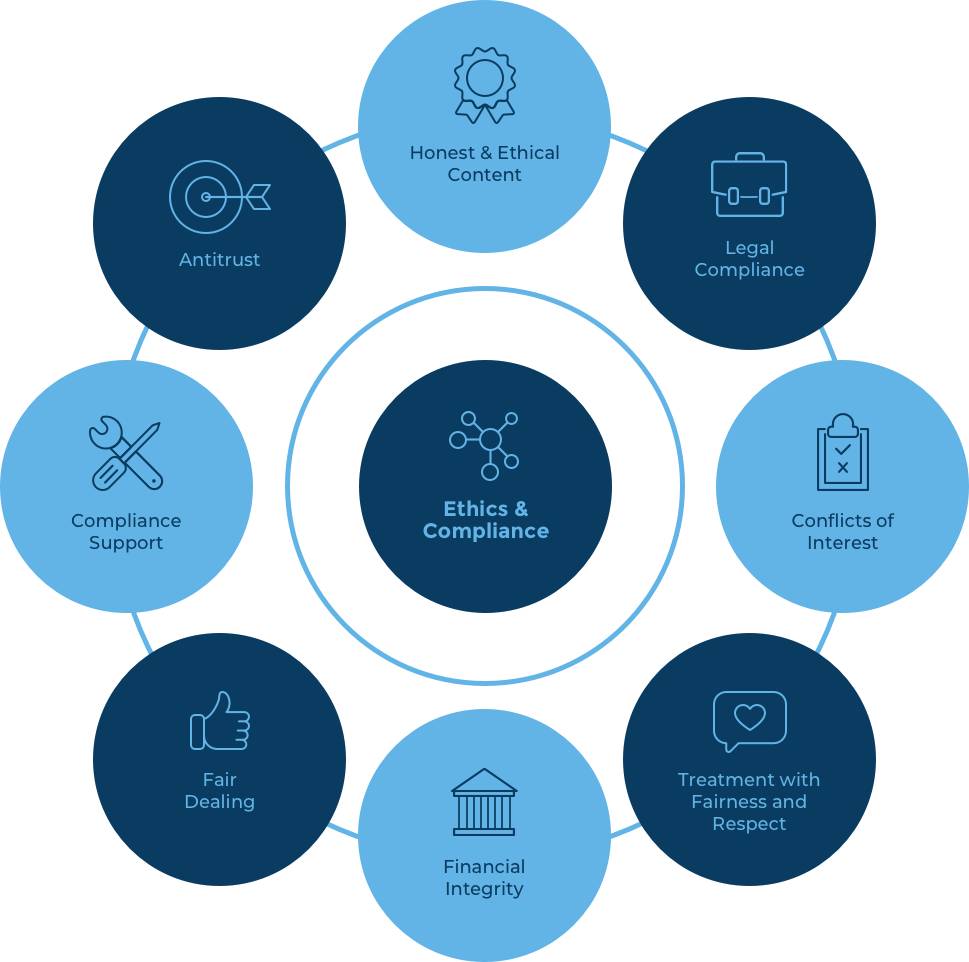 Honest & Ethical
Content
Legal
Compliance
Conflicts of
Interest
Treatment with
Fairness and
Respect
Financial
Integrity
Fair
Dealing
Compliance
Support
Antitrust
Ethics &
Compliance